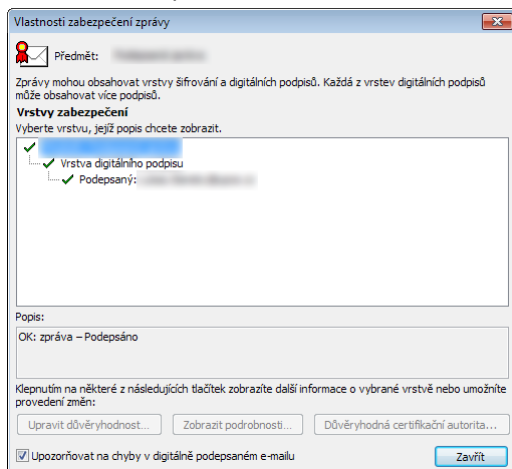 Vlastnosti zabezpečení zprávy
Předmět:
Zprávy mohou obsahovat vrstvy šifrování a digitálních podpisů. Každá z vrstev digitálních podpisů
může obsahovat více podpisů.
Vrstvy zabezpečení
Vyberte vrstvu, jejíž popis chcete zobrazit.
Vrstva digitálního podpisu
Podepsaný:
Popis:
OK: zpráva – Podepsáno
Klepnutím na některé z následujících tlačítek zobrazíte další informace o vybrané vrstvě nebo umožníte
provedení změn:
Upravit důvěryhodnost... Zobrazit podrobnosti... Důvěryhodná certifikační autorita...
Upozorňovat na chyby v digitálně podepsaném e-mailu Zavřít